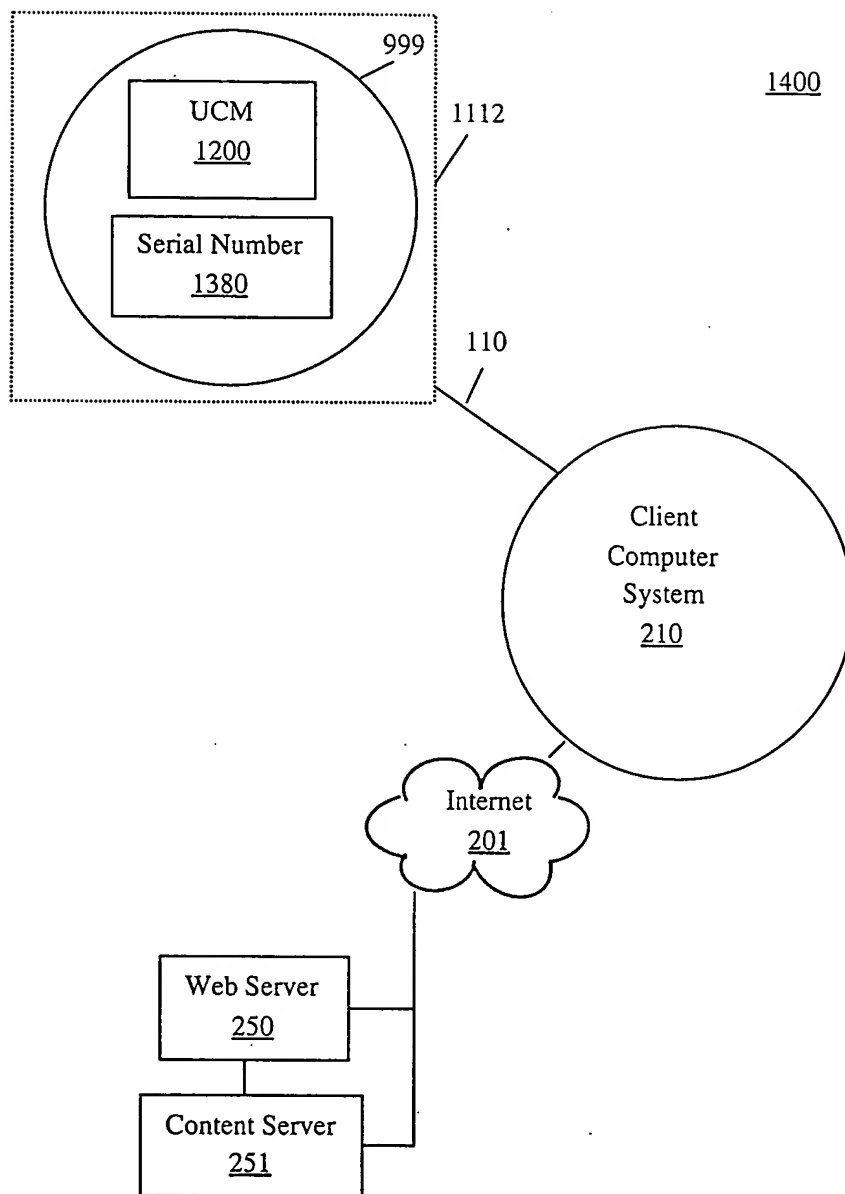 999
1400
UCM
1200
1112
Serial Number
1380
110
Client
Computer
System
210
Internet
201
Web Server
250
Content Server
251